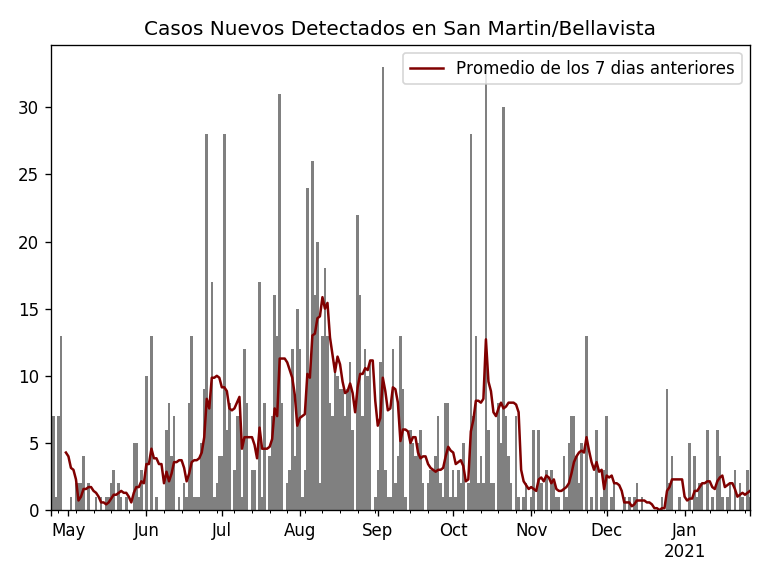 Casos Nuevos Detectados en San Martin/Bellavista
Promedio de los 7 dias anteriores
30
25
20
15
10
5
0
May Jun Jul Aug Sep Oct Nov Dec Jan
2021